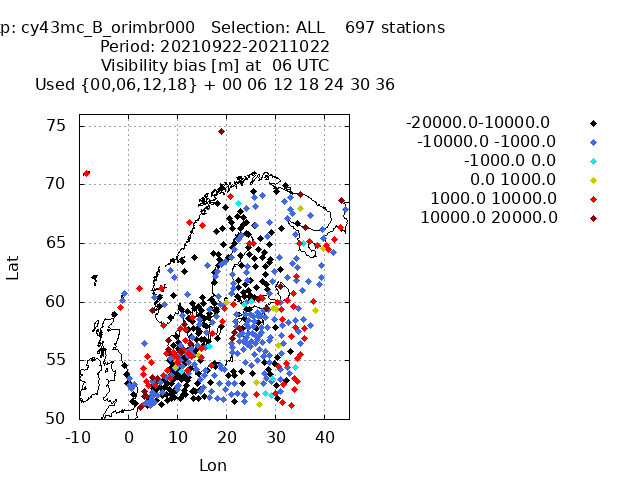 p: cy43mc_B_orimbr000 Selection: ALL 697 stations
Period: 20210922-20211022
Visibility bias [m] at 06 UTC
Used {00,06,12,18} + 00 06 12 18 24 30 36
-20000.0-10000.0
-10000.0 -1000.0
-1000.0 0.0
0.0 1000.0
1000.0 10000.0
10000.0 20000.0
75
70
65
60
55
50
Lat
-10 0 10 20 30 40
Lon